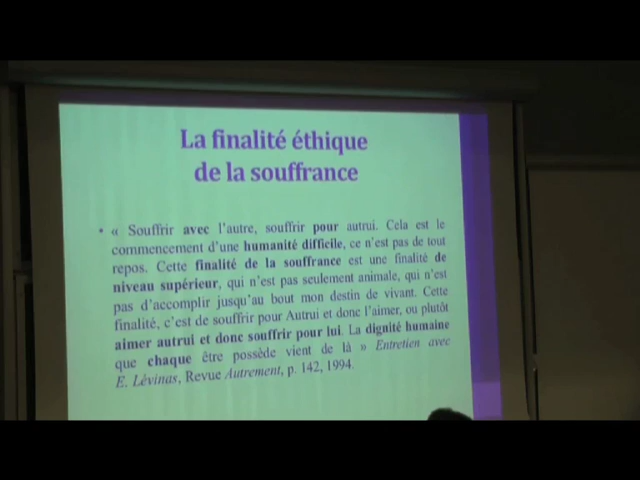 La finalité éthique
de la souffrance
• « Souffrir avec l'autre, souffrir pour autrui. Cela est le
commencement d'une humanité difficile, ce n'est pas de tout
repos. Cette finalité de la souffrance est une finalité de
niveau supérieur, qui n'est pas seulement animale, qui n'est
pas d'accomplir jusqu'au bout mon destin de vivant. Cette
finalité, c'est de souffrir pour Autrui et donc l'aimer, ou plutôt
aimer autrui et donc souffrir pour lui. La dignité humaine
que chaque être possède vient de là » Entretien avec
E. Lévinas, Revue Autrement, p. 142, 1994.